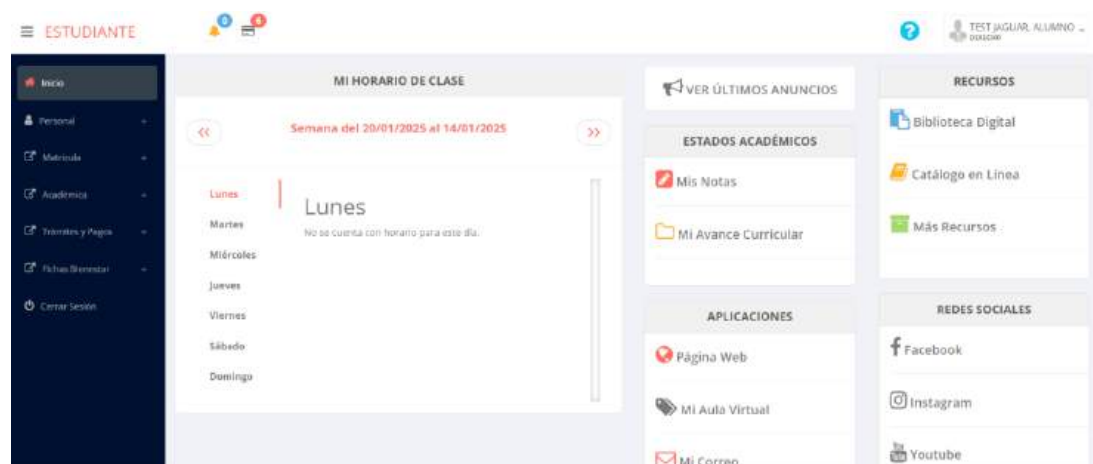 ESTUDIANTE
0
TEST JAGUAR, ALUMNO
Inicio
Personal
Matrícula
Académica
Trámites y Pagos
Fichas Bienestar
Cerrar Sesión
MI HORARIO DE CLASE
Semana del 20/01/2025 al 14/01/2025
Lunes
Martes
Miércoles
Jueves
Viernes
Sábado
Domingo
Lunes
No se cuenta con horario para este día.
VER ÚLTIMOS ANUNCIOS
ESTADOS ACADÉMICOS
Mis Notas
Mi Avance Curricular
APLICACIONES
Página Web
Mi Aula Virtual
Mi Correo
RECURSOS
Biblioteca Digital
Catálogo en Línea
Más Recursos
REDES SOCIALES
Facebook
Instagram
Youtube